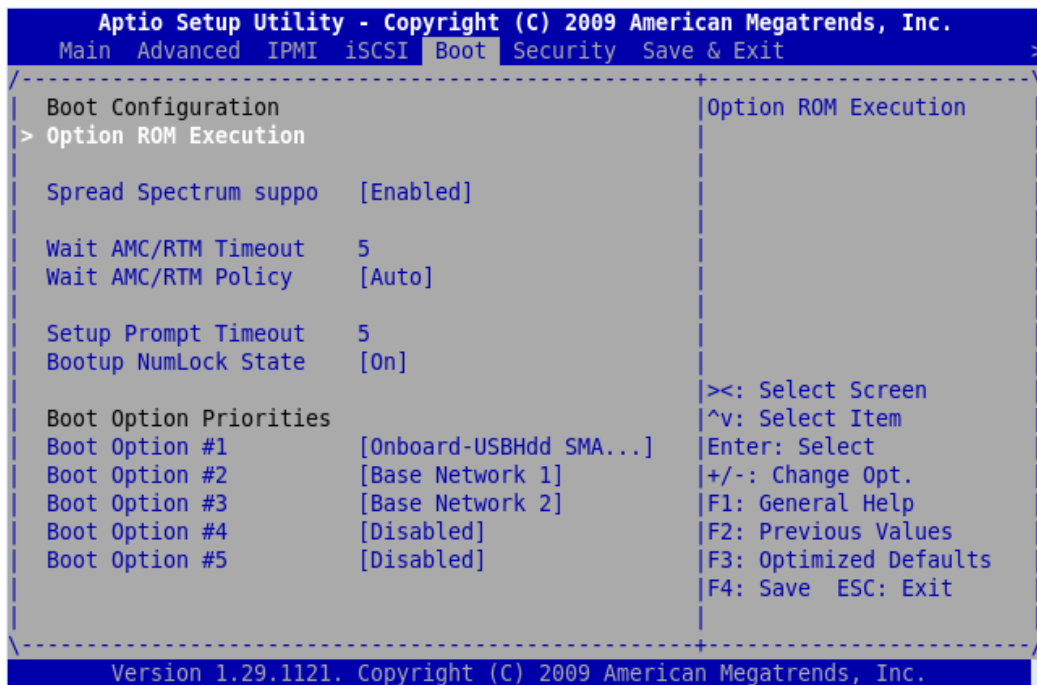 Aptio Setup Utility - Copyright (C) 2009 American Megatrends, Inc.
Main Advanced IPMI iSCSI Boot Security Save & Exit >
Boot Configuration
> Option ROM Execution
Spread Spectrum suppo [Enabled]
Wait AMC/RTM Timeout 5
Wait AMC/RTM Policy [Auto]
Setup Prompt Timeout 5
Bootup NumLock State [On]
Boot Option Priorities
Boot Option #1 [Onboard-USBHdd SMA...]
Boot Option #2 [Base Network 1]
Boot Option #3 [Base Network 2]
Boot Option #4 [Disabled]
Boot Option #5 [Disabled]
Option ROM Execution
><: Select Screen
^v: Select Item
Enter: Select
+/-: Change Opt.
F1: General Help
F2: Previous Values
F3: Optimized Defaults
F4: Save ESC: Exit
Version 1.29.1121. Copyright (C) 2009 American Megatrends, Inc.